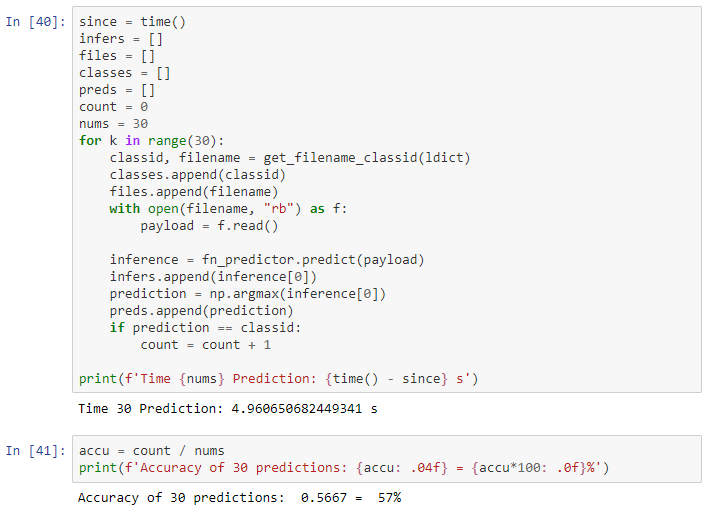 In [40]: since = time()
infers = []
files = []
classes = []
preds = []
count = 0
nums = 30
for k in range(30):
    classid, filename = get_filename_classid(ldict)
    classes.append(classid)
    files.append(filename)
    with open(filename, "rb") as f:
        payload = f.read()

    inference = fn_predictor.predict(payload)
    infers.append(inference[0])
    prediction = np.argmax(inference[0])
    preds.append(prediction)
    if prediction == classid:
        count = count + 1

print(f'Time {nums} Prediction: {time() - since} s')
Time 30 Prediction: 4.960650682449341 s
In [41]: accu = count / nums
print(f'Accuracy of 30 predictions: {accu: .04f} = {accu*100: .0f}%')
Accuracy of 30 predictions:  0.5667 =  57%